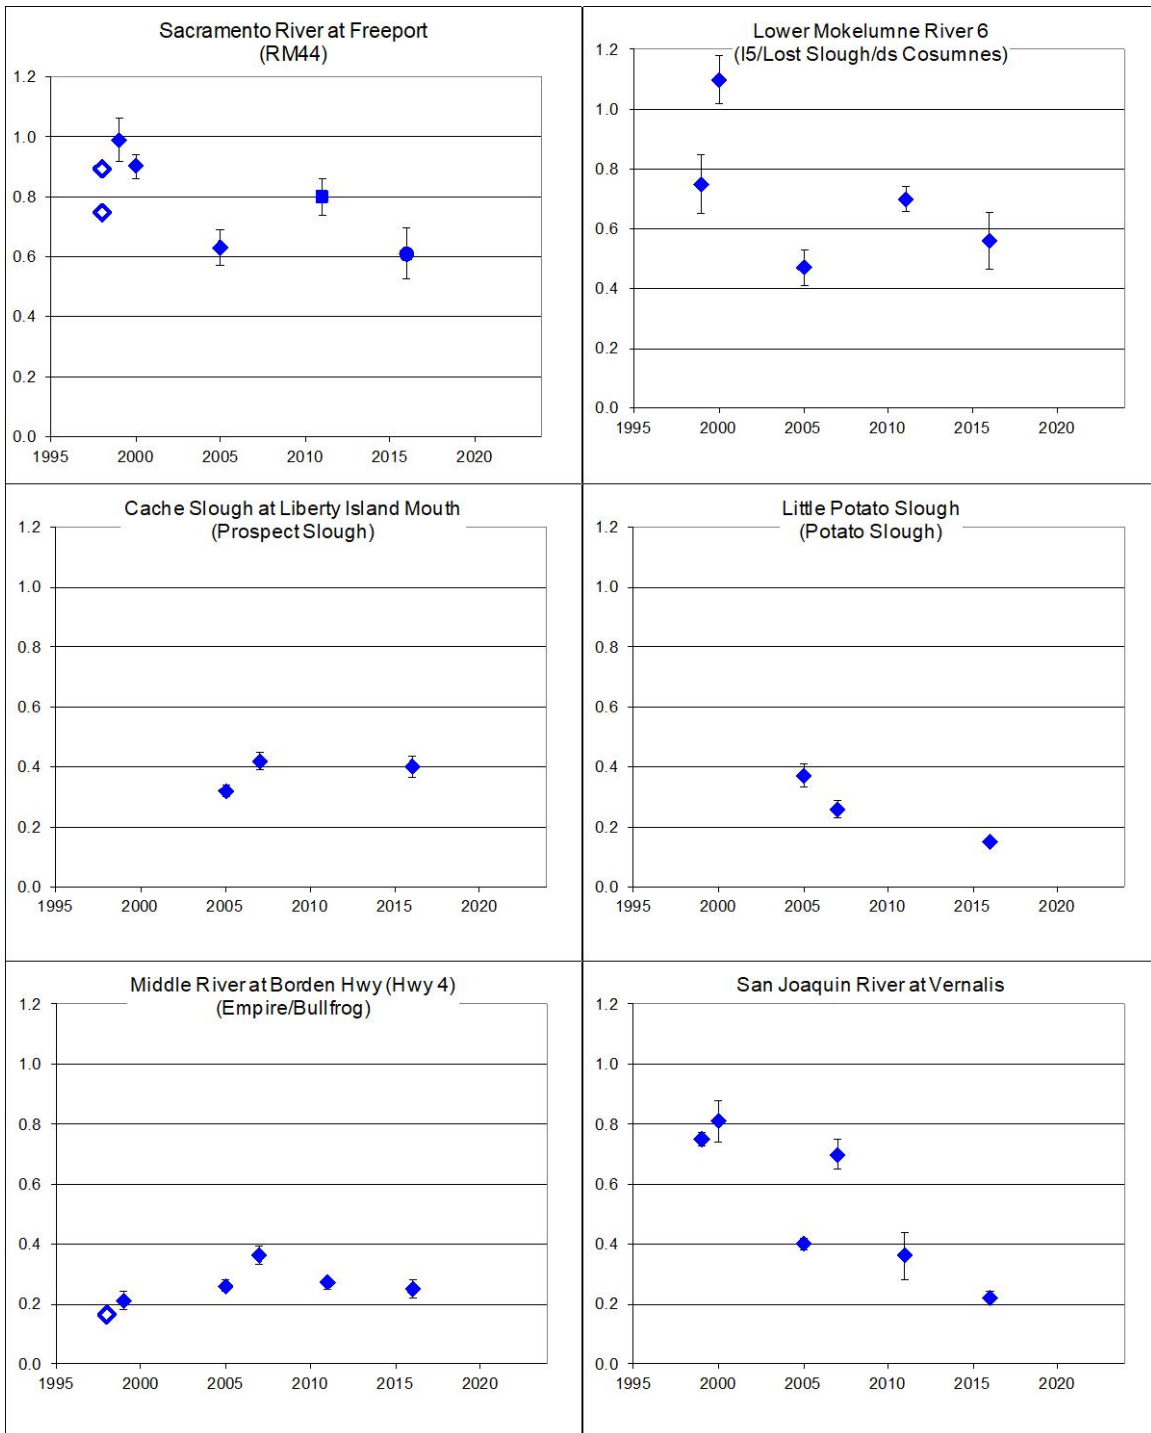 Sacramento River at Freeport
(RM44)
1.2
1.0
0.8
0.6
0.4
0.2
0.0
1995 2000 2005 2010 2015 2020
Lower Mokelumne River 6
(I5/Lost Slough/ds Cosumnes)
1.2
1.0
0.8
0.6
0.4
0.2
0.0
1995 2000 2005 2010 2015 2020
Cache Slough at Liberty Island Mouth
(Prospect Slough)
1.2
1.0
0.8
0.6
0.4
0.2
0.0
1995 2000 2005 2010 2015 2020
Little Potato Slough
(Potato Slough)
1.2
1.0
0.8
0.6
0.4
0.2
0.0
1995 2000 2005 2010 2015 2020
Middle River at Borden Hwy (Hwy 4)
(Empire/Bullfrog)
1.2
1.0
0.8
0.6
0.4
0.2
0.0
1995 2000 2005 2010 2015 2020
San Joaquin River at Vernalis
1.2
1.0
0.8
0.6
0.4
0.2
0.0
1995 2000 2005 2010 2015 2020